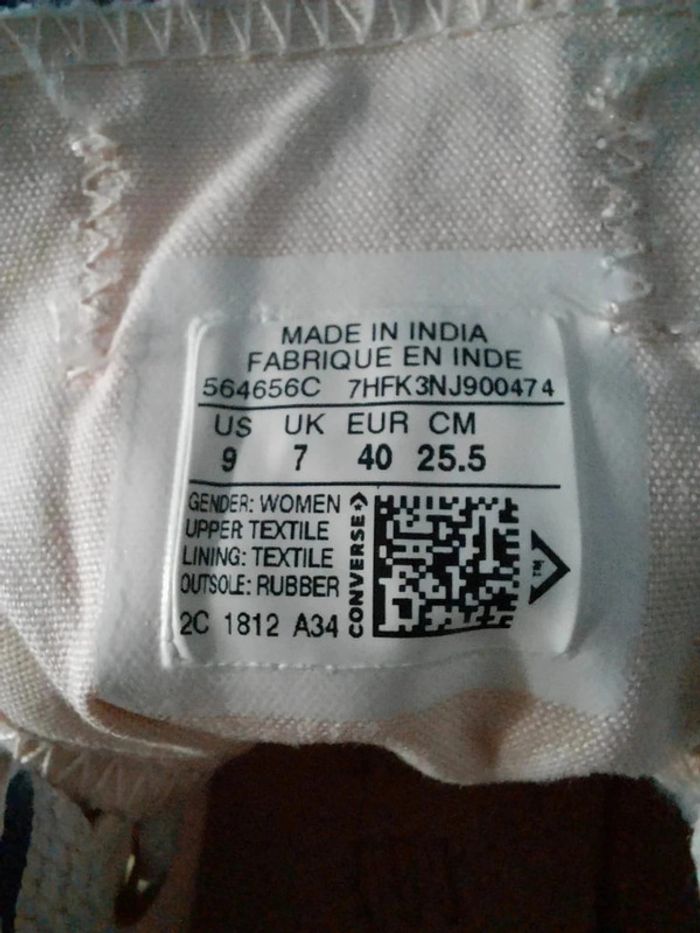 MADE IN INDIA
FABRIQUE EN INDE
564656C 7HFK3NJ900474
US UK EUR CM
9 7 40 25.5
GENDER: WOMEN
UPPER TEXTILE
LINING: TEXTILE
OUTSOLE: RUBBER
2C 1812 A34
CONVERSE